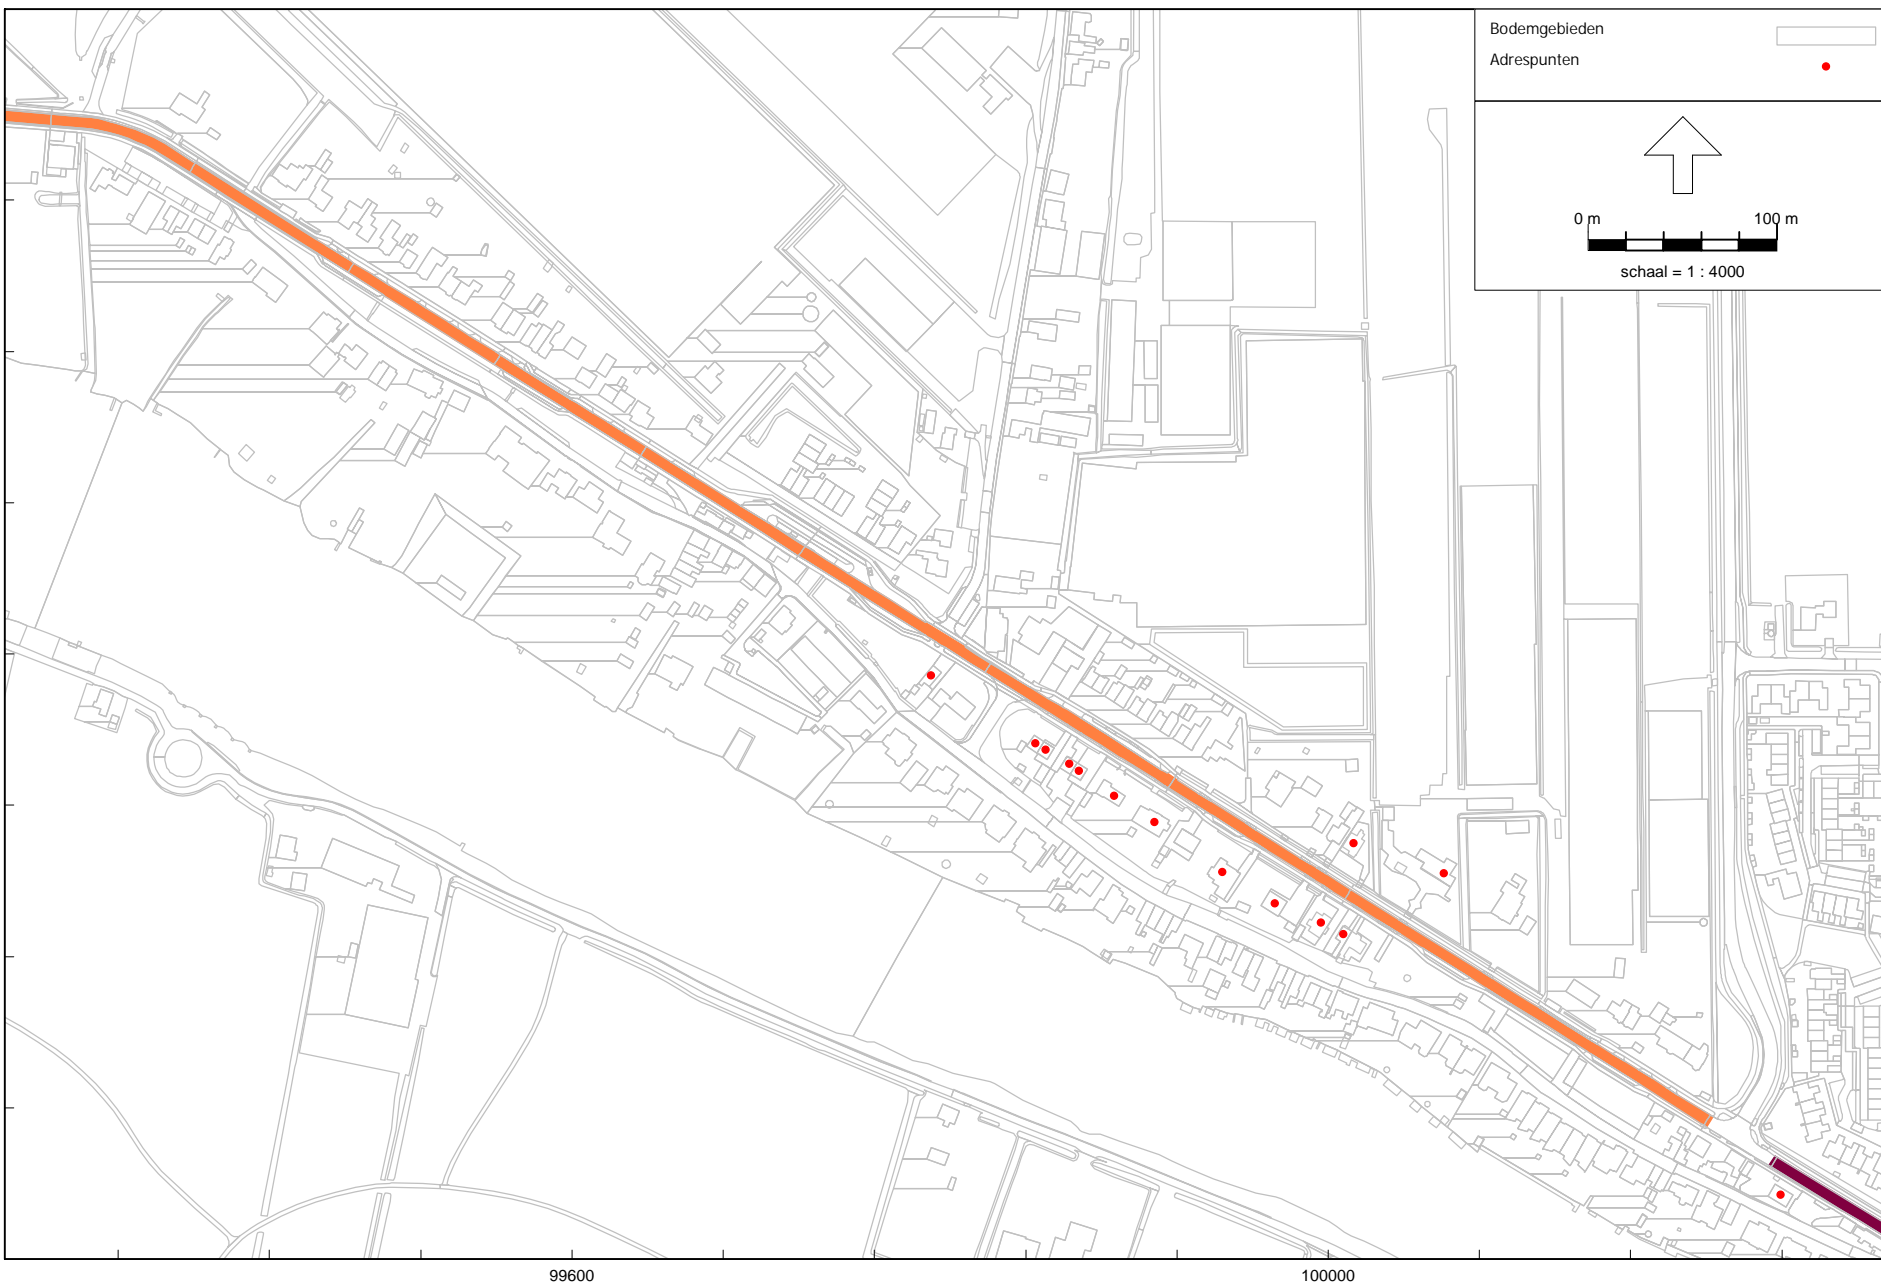 Bodemgebieden
Adrespunten
0 m 100 m
schaal = 1 : 4000
99600 100000